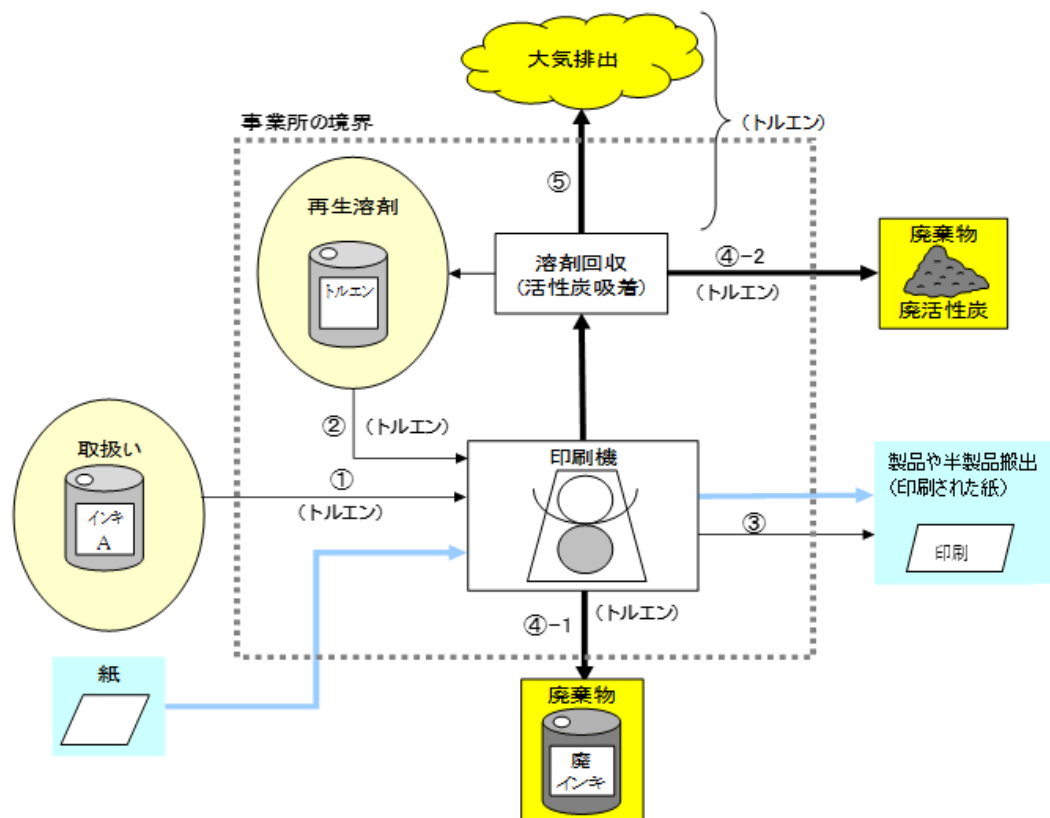 大気排出
(トルエン)
事業所の境界
⑤
再生溶剤
トルエン
溶剤回収
(活性炭吸着)
④-2
(トルエン)
廃棄物
廃活性炭
②
(トルエン)
取扱い
インキ
A
①
(トルエン)
印刷機
製品や半製品搬出
(印刷された紙)
③
印刷
④-1
(トルエン)
紙
廃棄物
廃
インキ